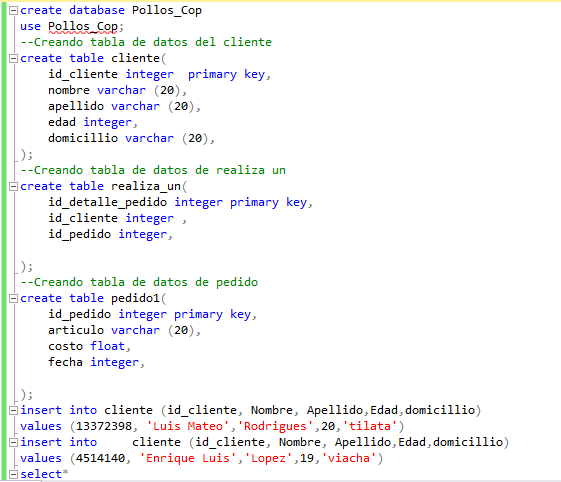 create database Pollos_Cop
use Pollos_Cop;
--Creando tabla de datos del cliente
create table cliente(
id_cliente integer  primary key,
nombre varchar (20),
apellido varchar (20),
edad integer,
domicillio varchar (20),
);
--Creando tabla de datos de realiza un
create table realiza_un(
id_detalle_pedido integer primary key,
id_cliente integer ,
id_pedido integer,
);
--Creando tabla de datos de pedido
create table pedido1(
id_pedido integer primary key,
articulo varchar (20),
costo float,
fecha integer,
);
insert into cliente (id_cliente, Nombre, Apellido,Edad,domicillio)
values (13372398, 'Luis Mateo','Rodrigues',20,'tilata')
insert into    cliente (id_cliente, Nombre, Apellido,Edad,domicillio)
values (4514140, 'Enrique Luis','Lopez',19,'viacha')
select*